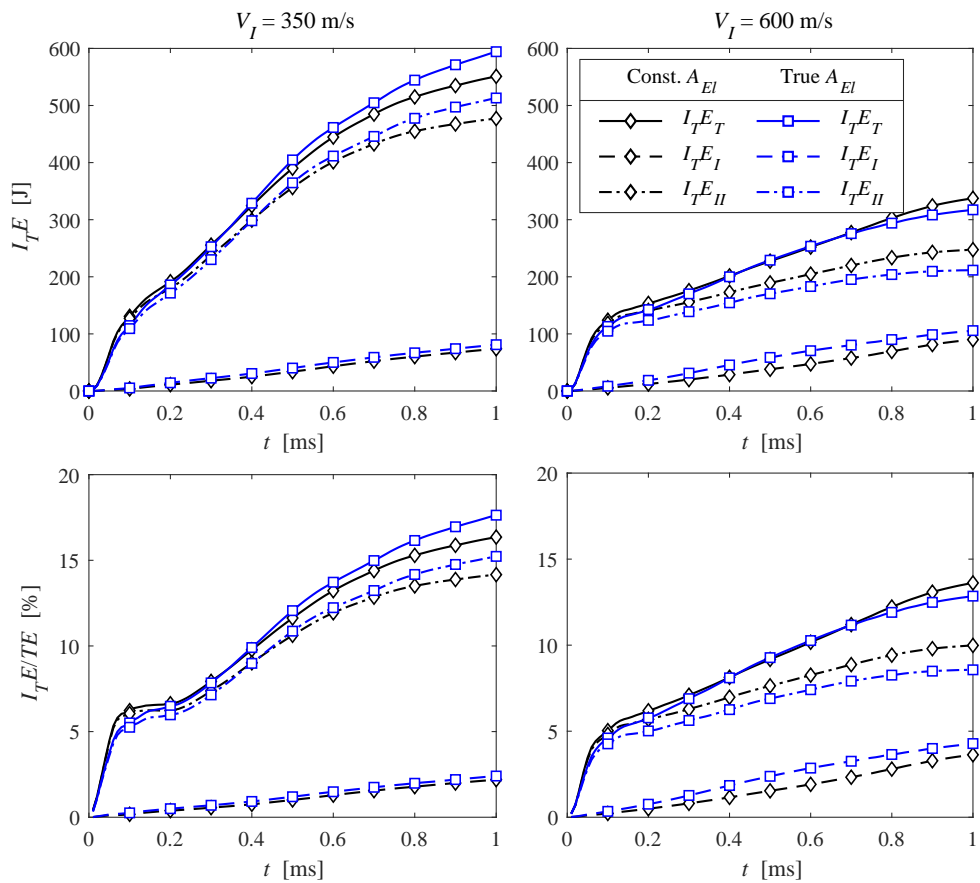 V_I = 350 m/s
V_I = 600 m/s
600
500
400
300
200
100
0
I_T E [J]
0 0.2 0.4 0.6 0.8 1
t [ms]
600
500
400
300
200
100
0
Const. A_El True A_El
I_T E_T I_T E_T
I_T E_I I_T E_I
I_T E_II I_T E_II
0 0.2 0.4 0.6 0.8 1
t [ms]
20
15
10
5
0
I_T E/TE [%]
0 0.2 0.4 0.6 0.8 1
t [ms]
20
15
10
5
0
0 0.2 0.4 0.6 0.8 1
t [ms]